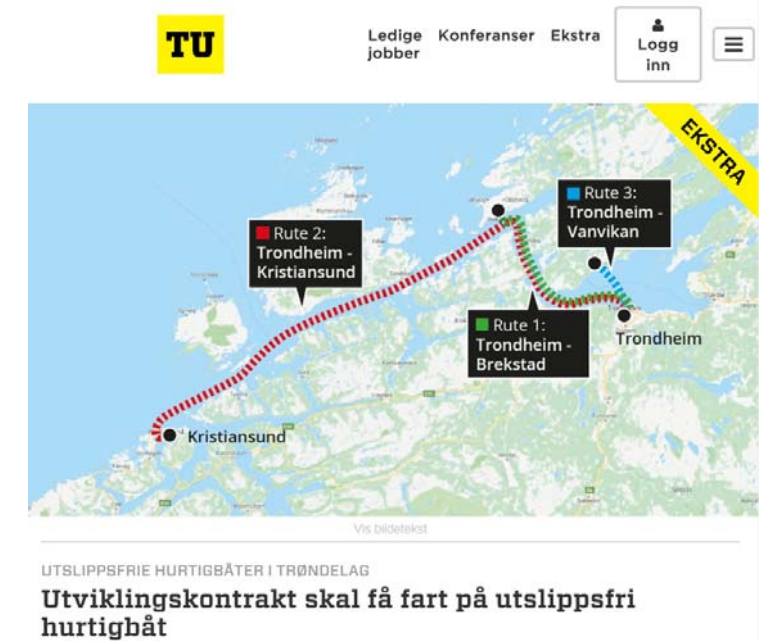 TU
Ledige
jobber
Konferanser
Ekstra
Logg
inn
EKSTRA
Rute 3:
Trondheim -
Vanvikan
Rute 2:
Trondheim -
Kristiansund
Rute 1:
Trondheim -
Brekstad
Trondheim
Kristiansund
Vis bildetekst
UTSLIPPSFRIE HURTIGBÅTER I TRØNDELAG
Utviklingskontrakt skal få fart på utslippsfri
hurtigbåt